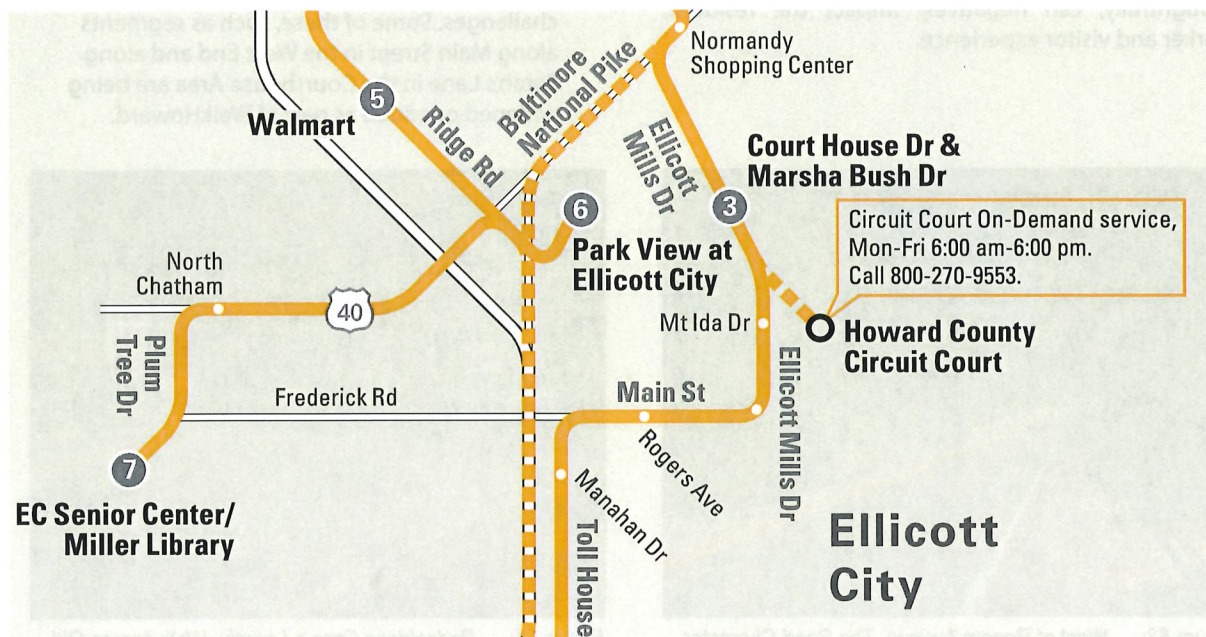 Normandy
Shopping Center
Baltimore
National Pike
5
Walmart
Ridge Rd
Ellicott
Mills Dr
Court House Dr &
Marsha Bush Dr
3
6
Park View at
Ellicott City
Circuit Court On-Demand service,
Mon-Fri 6:00 am-6:00 pm.
Call 800-270-9553.
North
Chatham
40
Mt Ida Dr
Howard County
Circuit Court
Plum
Tree Dr
Frederick Rd
Main St
Ellicott Mills Dr
7
EC Senior Center/
Miller Library
Rogers Ave
Manahan Dr
Toll House
Ellicott
City